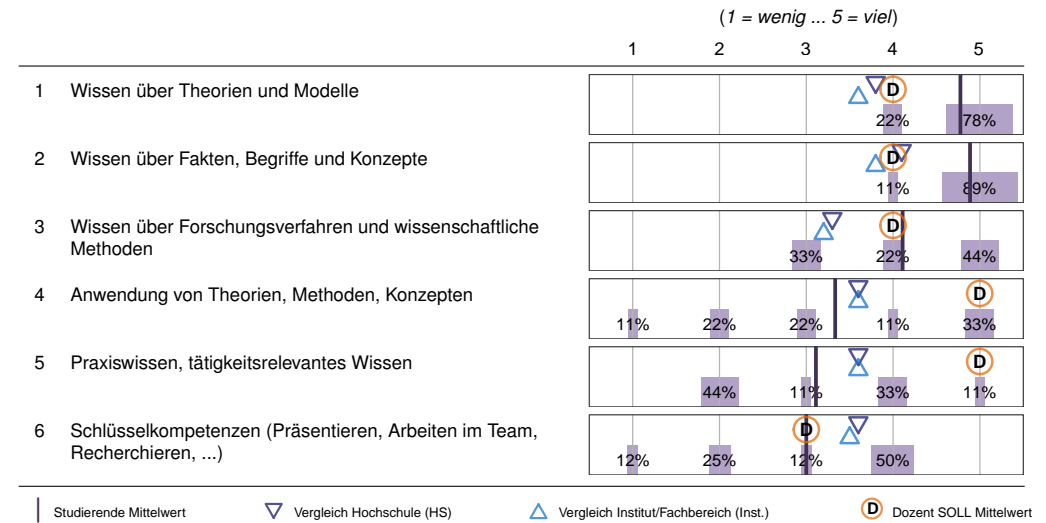 (1 = wenig ... 5 = viel)
1 2 3 4 5
1 Wissen über Theorien und Modelle
D
22% 78%
2 Wissen über Fakten, Begriffe und Konzepte
D
11% 89%
3 Wissen über Forschungsverfahren und wissenschaftliche
Methoden
D
33% 22% 44%
4 Anwendung von Theorien, Methoden, Konzepten
D
11% 22% 22% 11% 33%
5 Praxiswissen, tätigkeitsrelevantes Wissen
D
44% 11% 33% 11%
6 Schlüsselkompetenzen (Präsentieren, Arbeiten im Team,
Recherchieren, ...)
D
12% 25% 12% 50%
Studierende Mittelwert Vergleich Hochschule (HS) Vergleich Institut/Fachbereich (Inst.) D Dozent SOLL Mittelwert